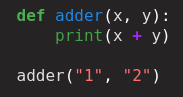 def adder(x, y):
    print(x + y)

adder("1", "2")